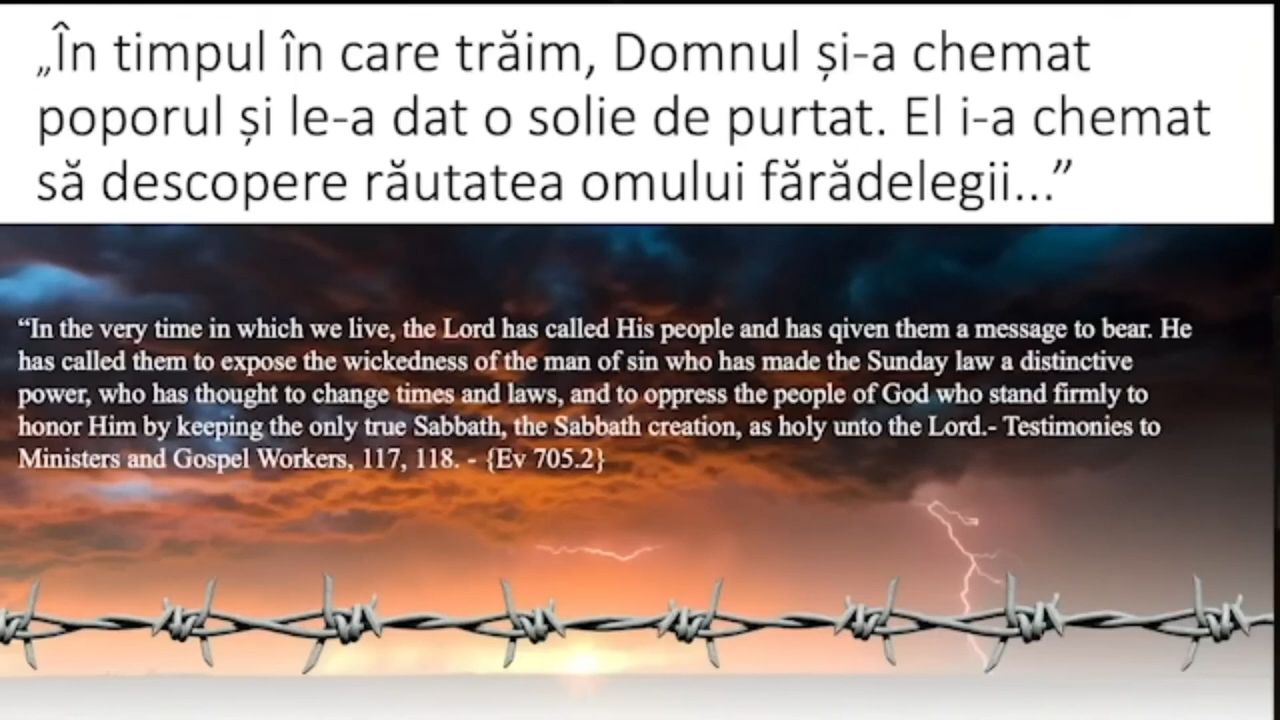 „În timpul în care trăim, Domnul și-a chemat
poporul și le-a dat o solie de purtat. El i-a chemat
să descopere răutatea omului fărădelegii...”
“In the very time in which we live, the Lord has called His people and has qiven them a message to bear. He
has called them to expose the wickedness of the man of sin who has made the Sunday law a distinctive
power, who has thought to change times and laws, and to oppress the people of God who stand firmly to
honor Him by keeping the only true Sabbath, the Sabbath creation, as holy unto the Lord.- Testimonies to
Ministers and Gospel Workers, 117, 118. - {Ev 705.2}